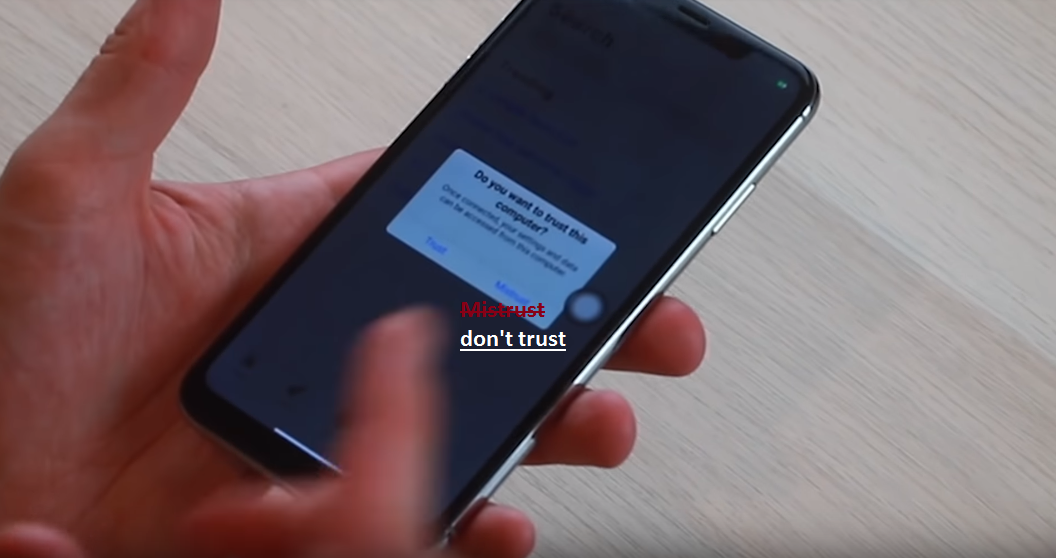 Search
Do you want to trust this
computer?
Once connected, your settings and data
can be accessed from this computer.
Trust
Mistrust
Mistrust
don't trust